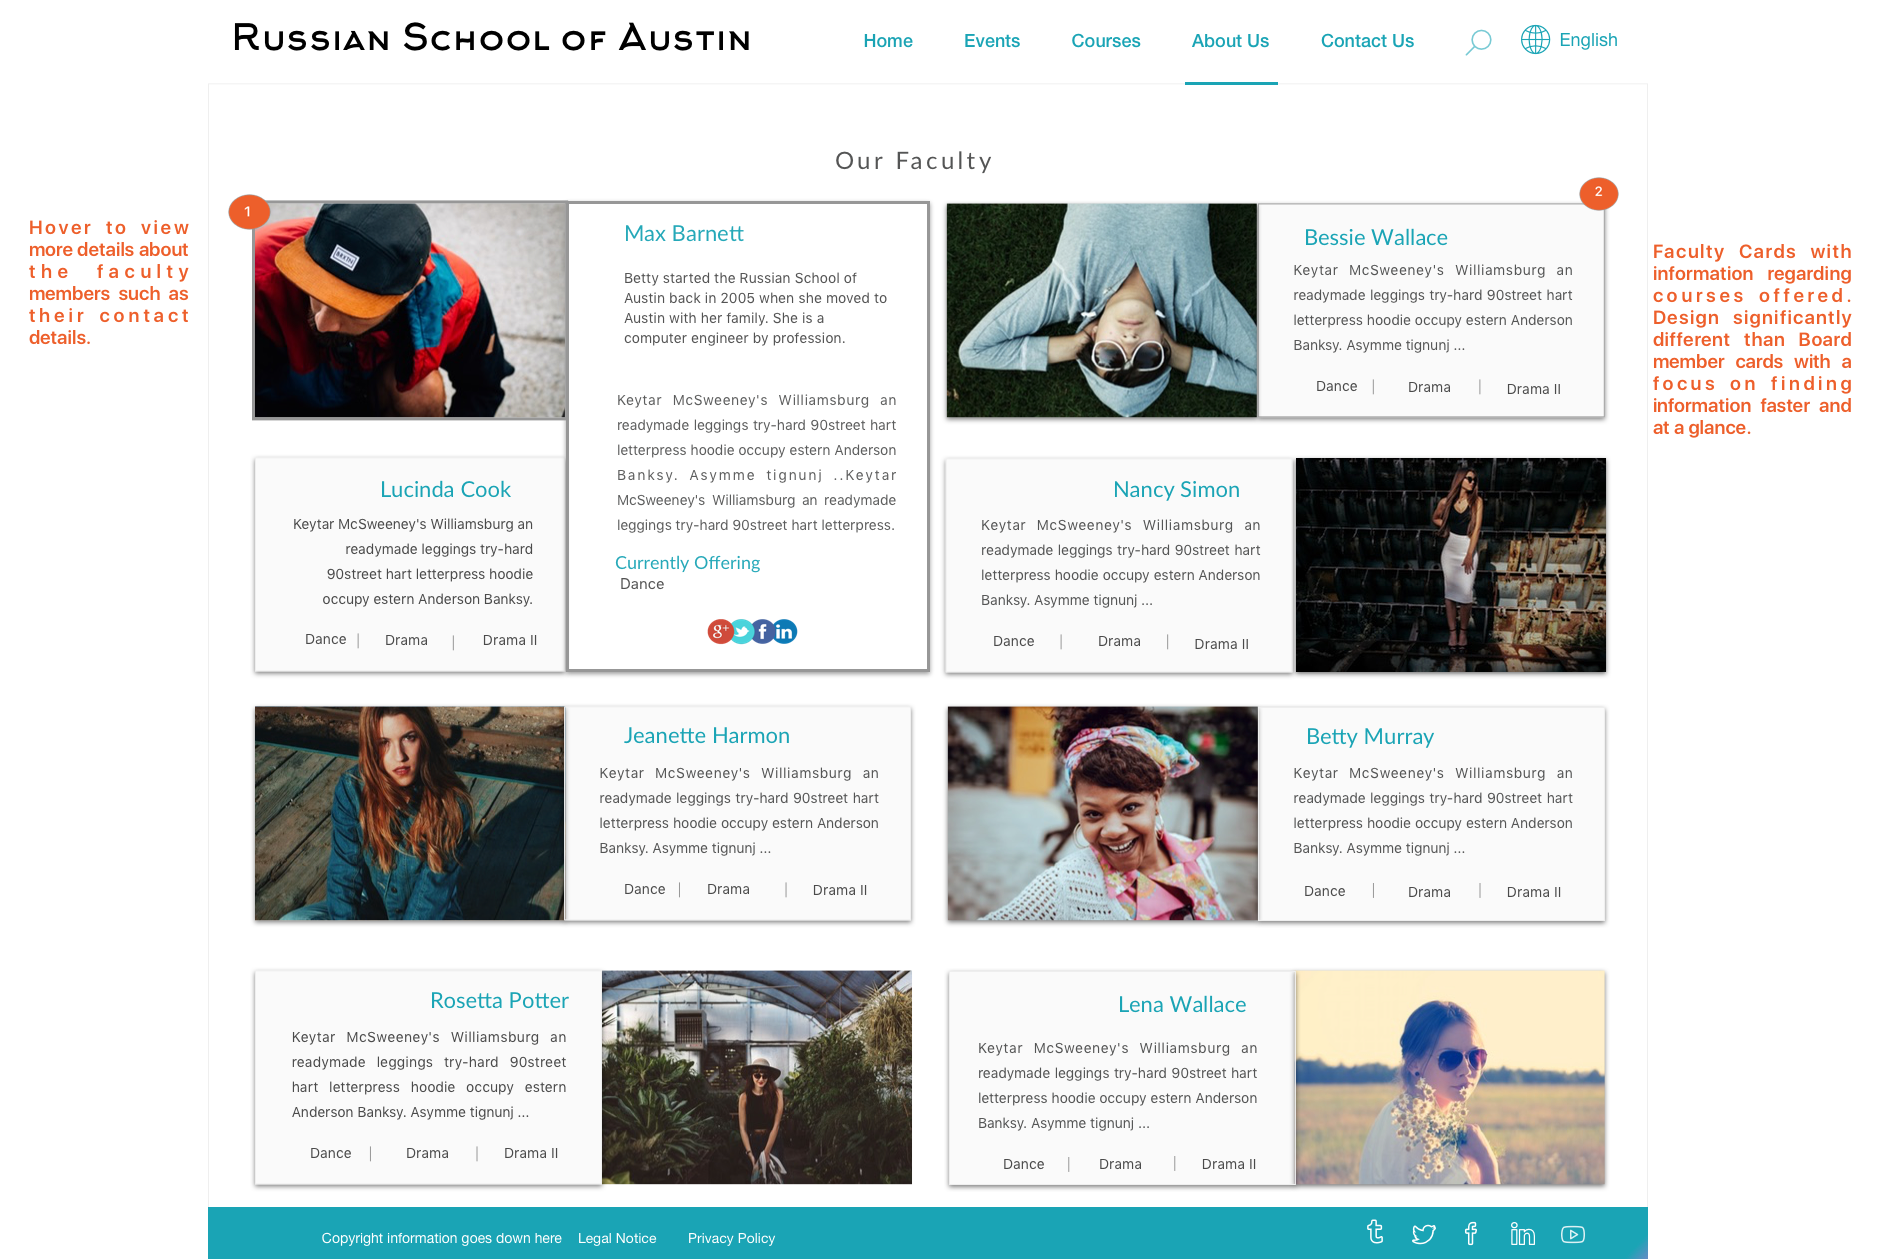 RUSSIAN SCHOOL OF AUSTIN
Home
Events
Courses
About Us
Contact Us
English
Our Faculty
1
Hover to view
more details about
the faculty
members such as
their contact
details.
2
Faculty Cards with
information regarding
courses offered.
Design significantly
different than Board
member cards with a
focus on finding
information faster and
at a glance.
BRIXTON
Max Barnett
Betty started the Russian School of
Austin back in 2005 when she moved to
Austin with her family. She is a
computer engineer by profession.
Keytar McSweeney's Williamsburg an
readymade leggings try-hard 90street hart
letterpress hoodie occupy estern Anderson
Banksy. Asymme tignunj ..Keytar
McSweeney's Williamsburg an readymade
leggings try-hard 90street hart letterpress.
Currently Offering
Dance
g+ f in
Bessie Wallace
Keytar McSweeney's Williamsburg an
readymade leggings try-hard 90street hart
letterpress hoodie occupy estern Anderson
Banksy. Asymme tignunj ...
Dance | Drama | Drama II
Lucinda Cook
Keytar McSweeney's Williamsburg an
readymade leggings try-hard
90street hart letterpress hoodie
occupy estern Anderson Banksy.
Dance | Drama | Drama II
Nancy Simon
Keytar McSweeney's Williamsburg an
readymade leggings try-hard 90street hart
letterpress hoodie occupy estern Anderson
Banksy. Asymme tignunj ...
Dance | Drama | Drama II
Jeanette Harmon
Keytar McSweeney's Williamsburg an
readymade leggings try-hard 90street hart
letterpress hoodie occupy estern Anderson
Banksy. Asymme tignunj ...
Dance | Drama | Drama II
Betty Murray
Keytar McSweeney's Williamsburg an
readymade leggings try-hard 90street hart
letterpress hoodie occupy estern Anderson
Banksy. Asymme tignunj ...
Dance | Drama | Drama II
Rosetta Potter
Keytar McSweeney's Williamsburg an
readymade leggings try-hard 90street
hart letterpress hoodie occupy estern
Anderson Banksy. Asymme tignunj ...
Dance | Drama | Drama II
Lena Wallace
Keytar McSweeney's Williamsburg an
readymade leggings try-hard 90street hart
letterpress hoodie occupy estern Anderson
Banksy. Asymme tignunj ...
Dance | Drama | Drama II
Copyright information goes down here
Legal Notice
Privacy Policy
t f in